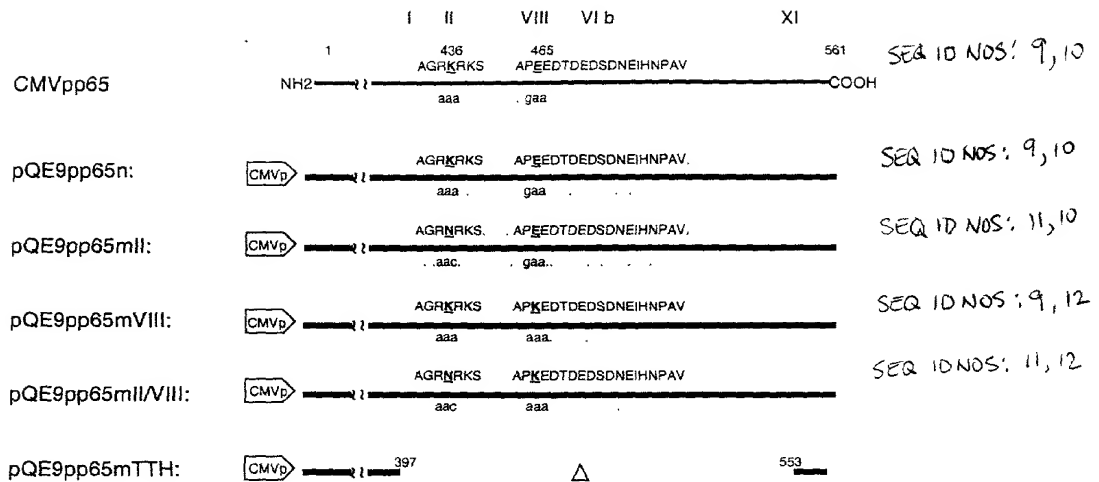 I II VIII VI b XI
1 436 465 561 SEQ ID NOS: 9, 10
AGRKRKS APEEDTDEDSDNEIHNPAV
CMVpp65 NH2 COOH
aaa gaa
pQE9pp65n: CMVp AGRKRKS APEEDTDEDSDNEIHNPAV. SEQ ID NOS: 9, 10
aaa gaa
pQE9pp65mII: CMVp AGRNRKS. APEEDTDEDSDNEIHNPAV. SEQ ID NOS: 11, 10
aac. gaa..
pQE9pp65mVIII: CMVp AGRKRKS APKEDTDEDSDNEIHNPAV SEQ ID NOS: 9, 12
aaa aaa.
pQE9pp65mII/VIII: CMVp AGRNRKS APKEDTDEDSDNEIHNPAV SEQ ID NOS: 11, 12
aac aaa
pQE9pp65mTTH: CMVp 397 Δ 553